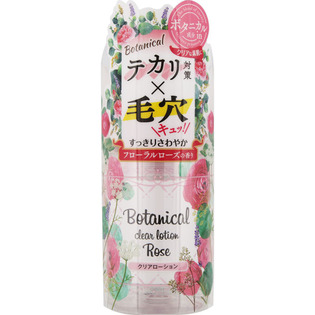 Botanical
ボタニカル
テカリ対策
×
毛穴
キュッ!
すっきりさわやか
フローラルローズの香り
Botanical
clear lotion
Rose
クリアローション